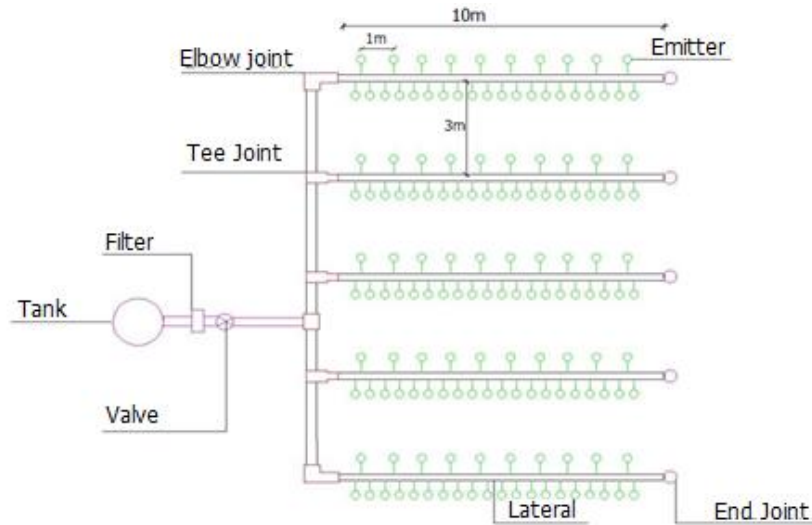 10m
1m
Emitter
Elbow joint
3m
Tee Joint
Filter
Tank
Valve
Lateral
End Joint